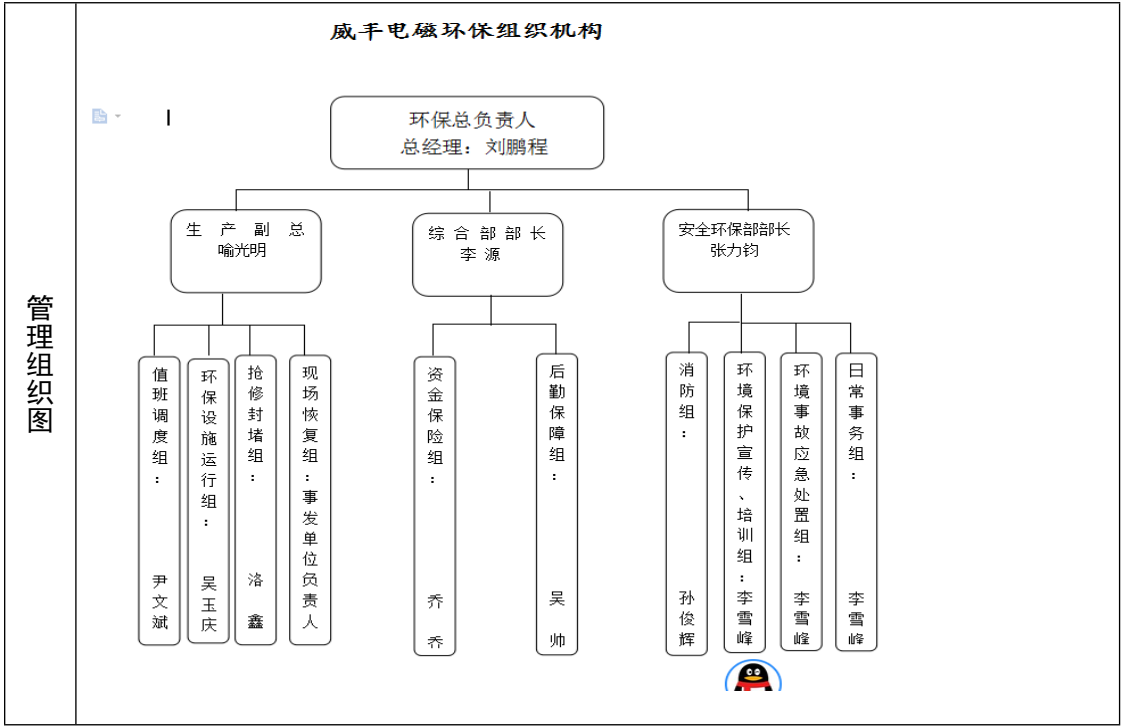 威丰电磁环保组织机构
环保总负责人
总经理：刘鹏程
生产副总
喻光明
综合部部长
李源
安全环保部部长
张力钧
管理组织图
值班调度组：尹文斌
环保设施运行组：吴玉庆
抢修封堵组：洛鑫
现场恢复组：事发单位负责人
资金保险组：乔乔
后勤保障组：吴帅
消防组：孙俊辉
环境保护宣传、培训组：李雪峰
环境事故应急处置组：李雪峰
日常事务组：李雪峰